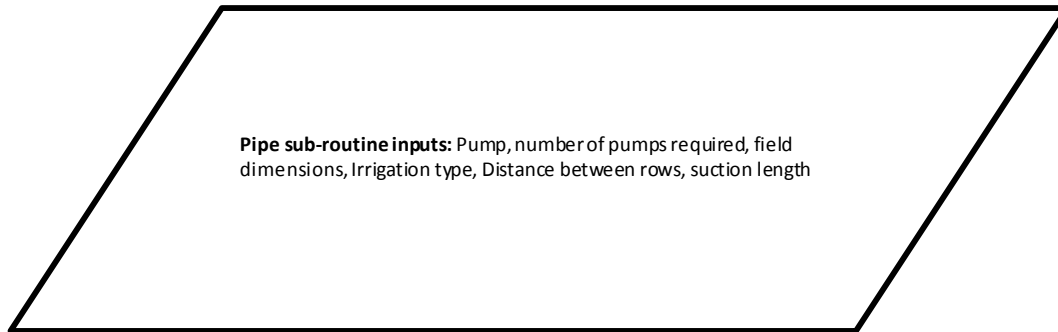 Pipe sub-routine inputs: Pump, number of pumps required, field
dimensions, Irrigation type, Distance between rows, suction length